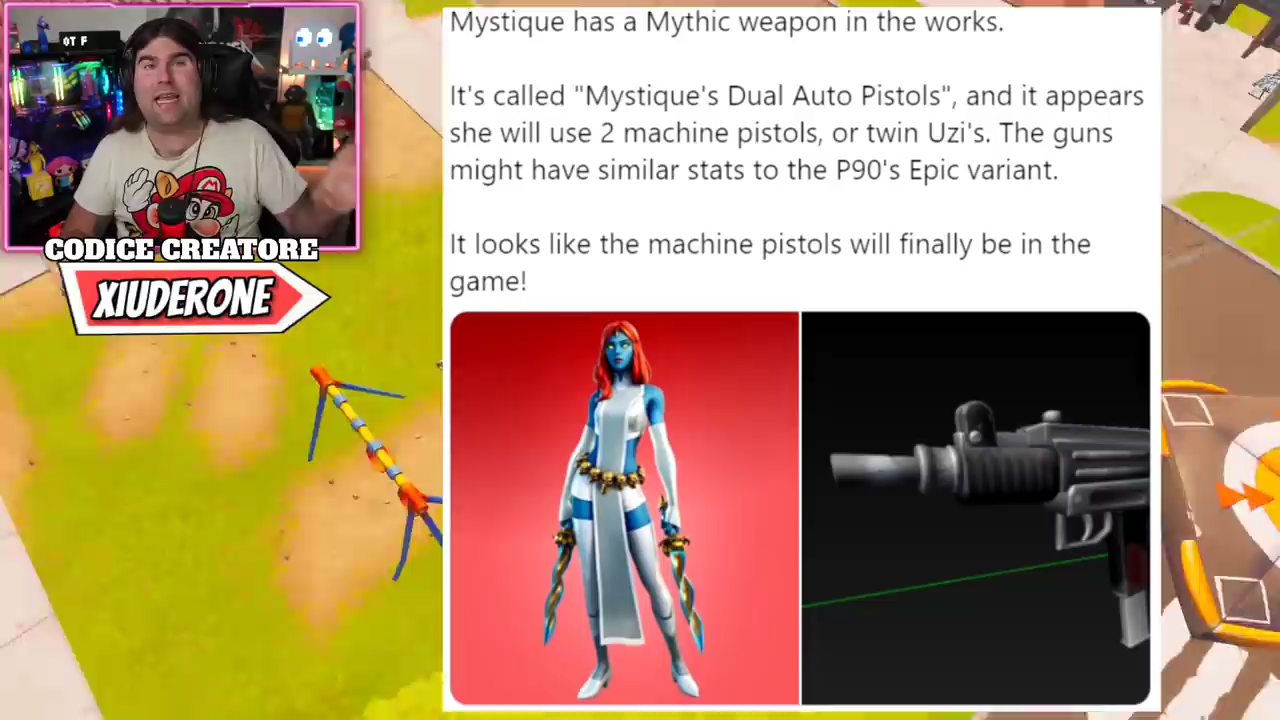 Mystique has a Mythic weapon in the works.
It's called "Mystique's Dual Auto Pistols", and it appears
she will use 2 machine pistols, or twin Uzi's. The guns
might have similar stats to the P90's Epic variant.
It looks like the machine pistols will finally be in the
game!
CODICE CREATORE
XIUDERONE